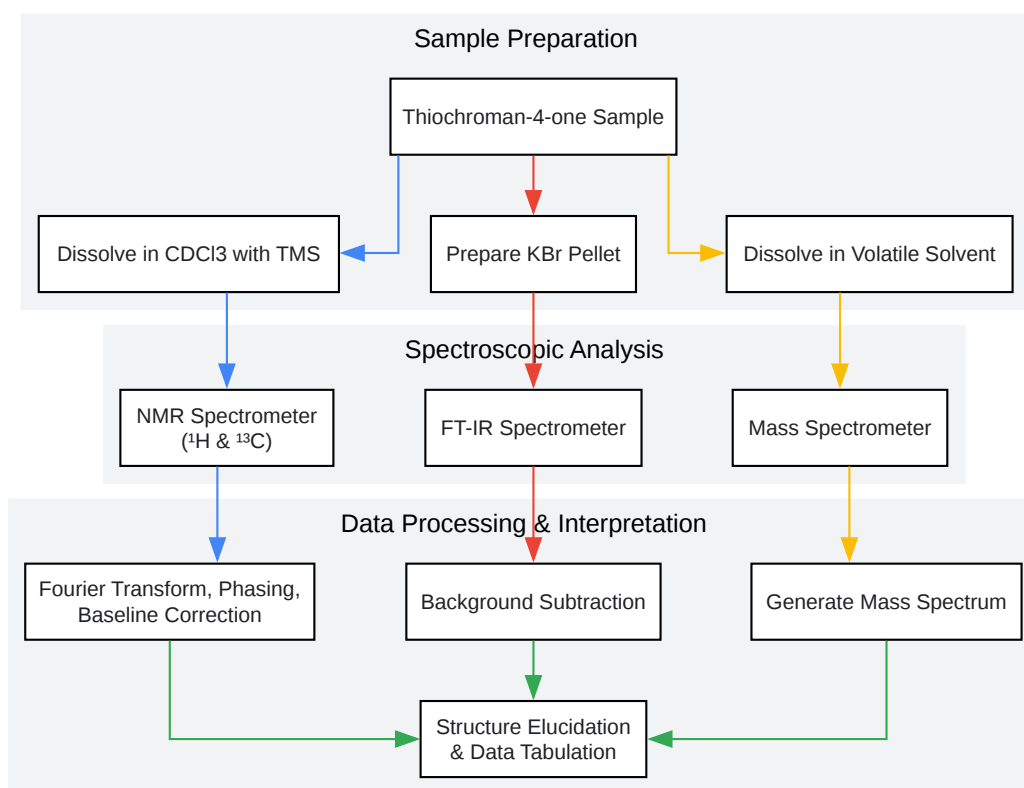 Sample Preparation
Thiochroman-4-one Sample
Dissolve in CDCl3 with TMS
Prepare KBr Pellet
Dissolve in Volatile Solvent
Spectroscopic Analysis
NMR Spectrometer
(¹H & ¹³C)
FT-IR Spectrometer
Mass Spectrometer
Data Processing & Interpretation
Fourier Transform, Phasing,
Baseline Correction
Background Subtraction
Generate Mass Spectrum
Structure Elucidation
& Data Tabulation